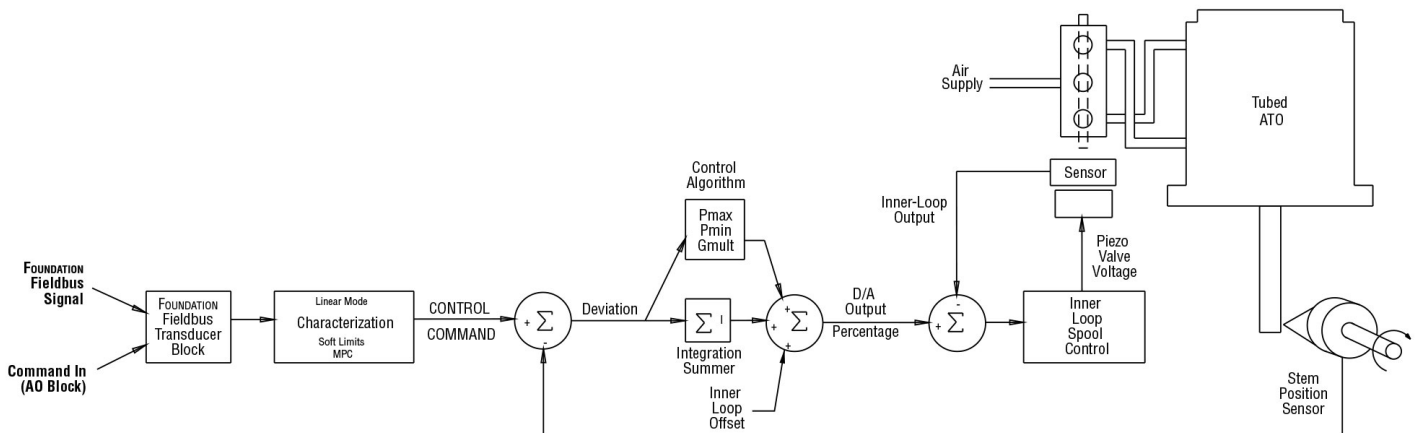 FOUNDATION
Fieldbus
Signal
Command In
(AO Block)
FOUNDATION
Fieldbus
Transducer
Block
Linear Mode
Characterization
Soft Limits
MPC
CONTROL
COMMAND
+ Σ
-
Deviation
Control
Algorithm
Pmax
Pmin
Gmult
Σ I
Integration
Summer
Inner
Loop
Offset
+
+ Σ
+
D/A
Output
Percentage
-
+ Σ
Inner-Loop
Output
Inner
Loop
Spool
Control
Piezo
Valve
Voltage
Sensor
Air
Supply
Tubed
ATO
Stem
Position
Sensor